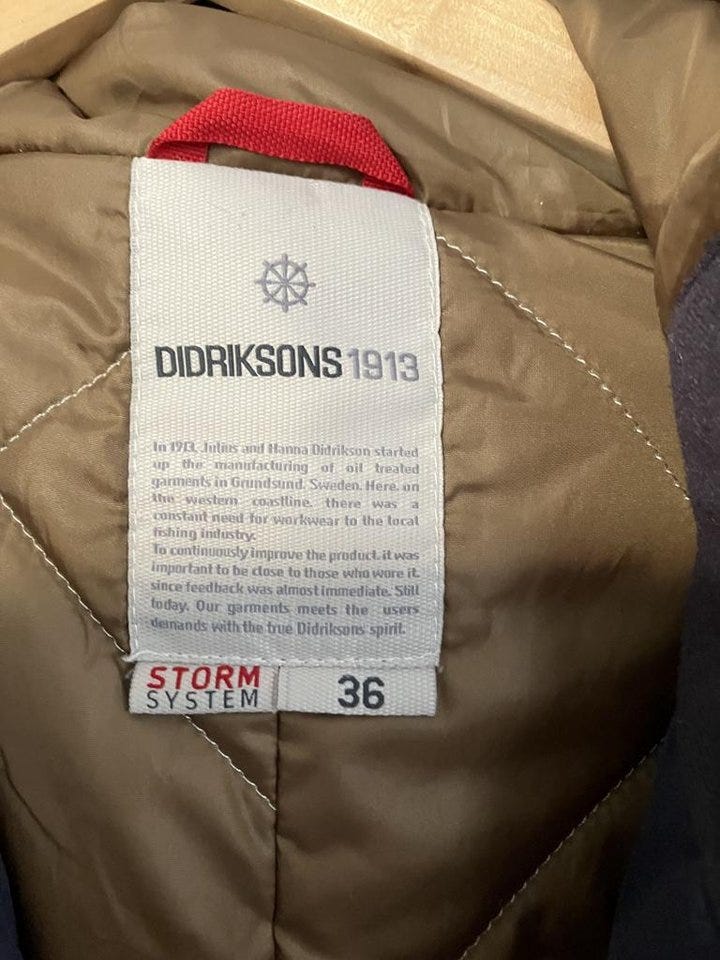 DIDRIKSONS 1913
In 1913, Julius and Hanna Didrikson started
up the manufacturing of oil treated
garments in Grundsund, Sweden. Here, on
the western coastline, there was a
constant need for workwear to the local
fishing industry.
To continuously improve the product, it was
important to be close to those who wore it,
since feedback was almost immediate. Still
today. Our garments meets the users
demands with the true Didriksons spirit.
STORM
SYSTEM
36